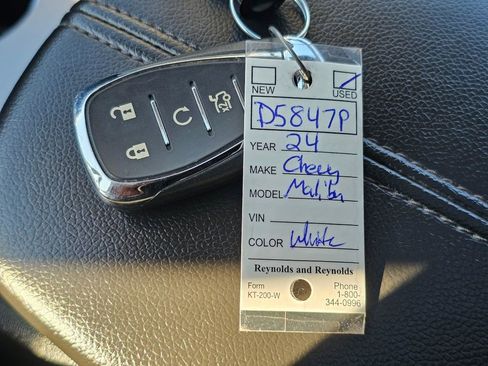 NEW USED
D5847P
YEAR 24
MAKE Chevy
MODEL Malibu
VIN
COLOR White
Reynolds and Reynolds
Form Phone
KT-200-W 1-800-
344-0996
X2